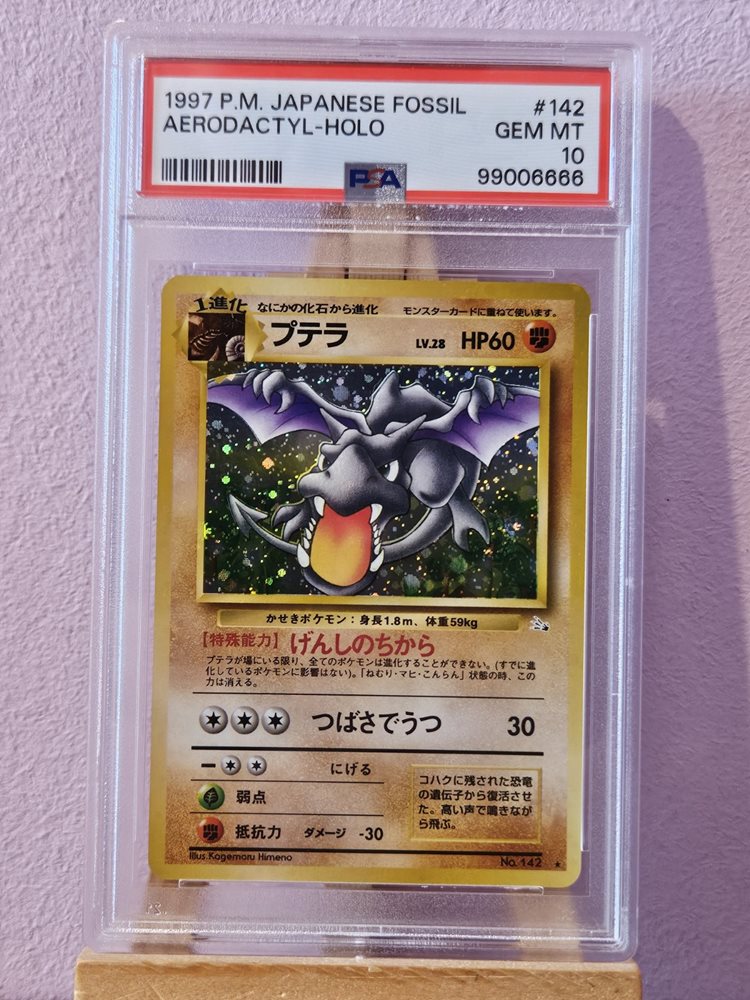 1997 P.M. JAPANESE FOSSIL #142
AERODACTYL-HOLO GEM MT
10
99006666
PSA
1進化 なにかの化石から進化 モンスターカードに重ねて使います。
プテラ LV.28 HP60
かせきポケモン：身長1.8m、体重59kg
【特殊能力】げんしのちから
プテラが場にいる限り、全てのポケモンは進化することができない。(すでに進
化しているポケモンに影響はない)。「ねむり・マヒ・こんらん」状態の時、この
力は消える。
つばさでうつ 30
にげる
弱点
抵抗力 ダメージ -30
コハクに残された恐竜
の遺伝子から復活させ
た。高い声で鳴きなが
ら飛ぶ。
Illus. Kagemaru Himeno No. 142